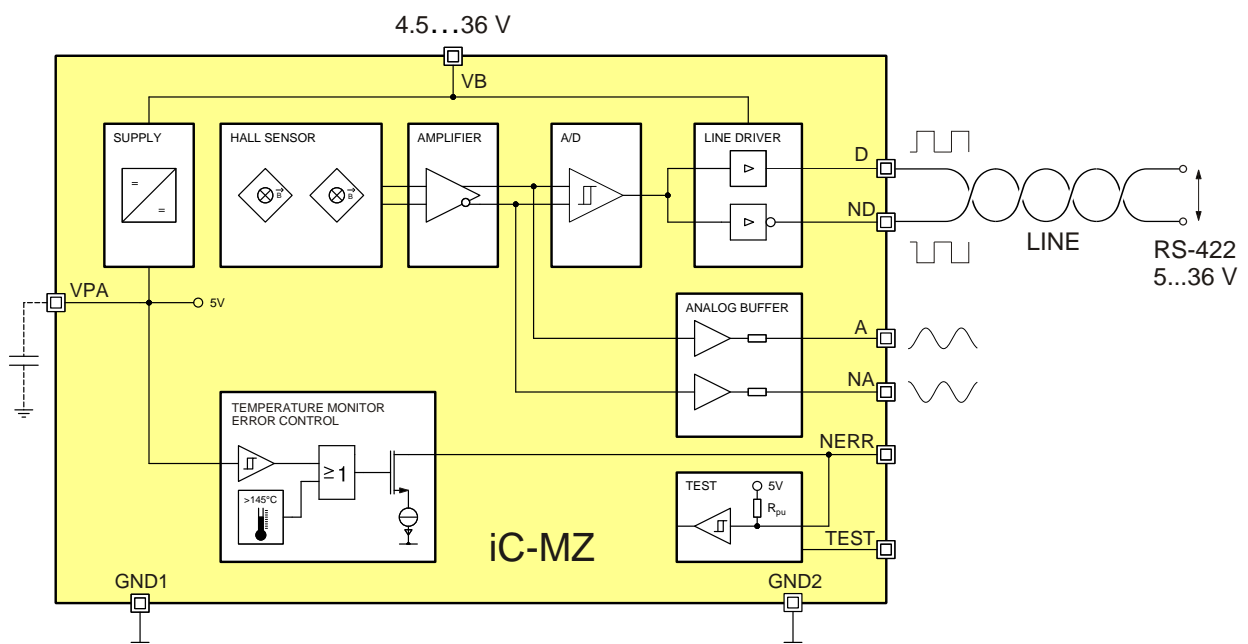 4.5...36 V
VB
SUPPLY
=
=
HALL SENSOR
B
B
AMPLIFIER
A/D
LINE DRIVER
D
ND
LINE
RS-422
5...36 V
VPA
5V
ANALOG BUFFER
A
NA
TEMPERATURE MONITOR
ERROR CONTROL
NERR
≥1
>145°C
TEST
5V
Rpu
TEST
iC-MZ
GND1
GND2